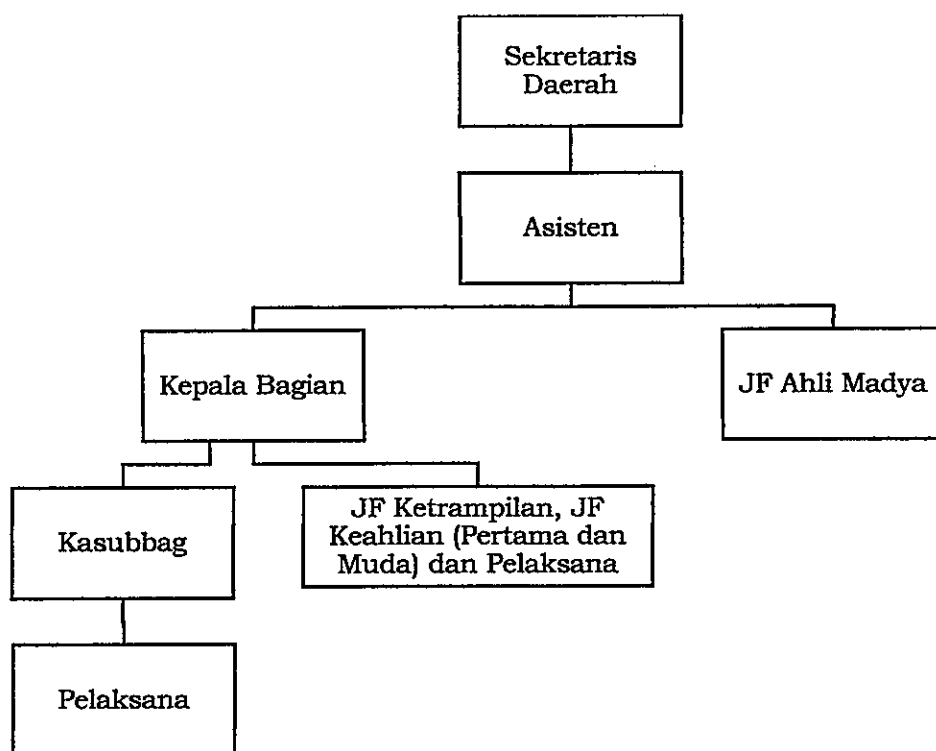 Sekretaris
Daerah
Asisten
Kepala Bagian
JF Ahli Madya
Kasubbag
JF Ketrampilan, JF
Keahlian (Pertama dan
Muda) dan Pelaksana
Pelaksana